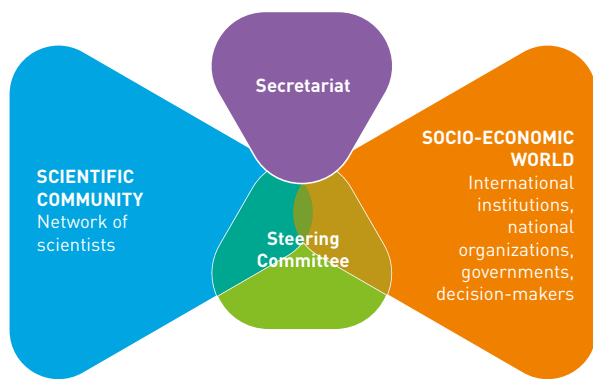 Secretariat
SCIENTIFIC
COMMUNITY
Network of
scientists
Steering
Committee
SOCIO-ECONOMIC
WORLD
International
institutions,
national
organizations,
governments,
decision-makers